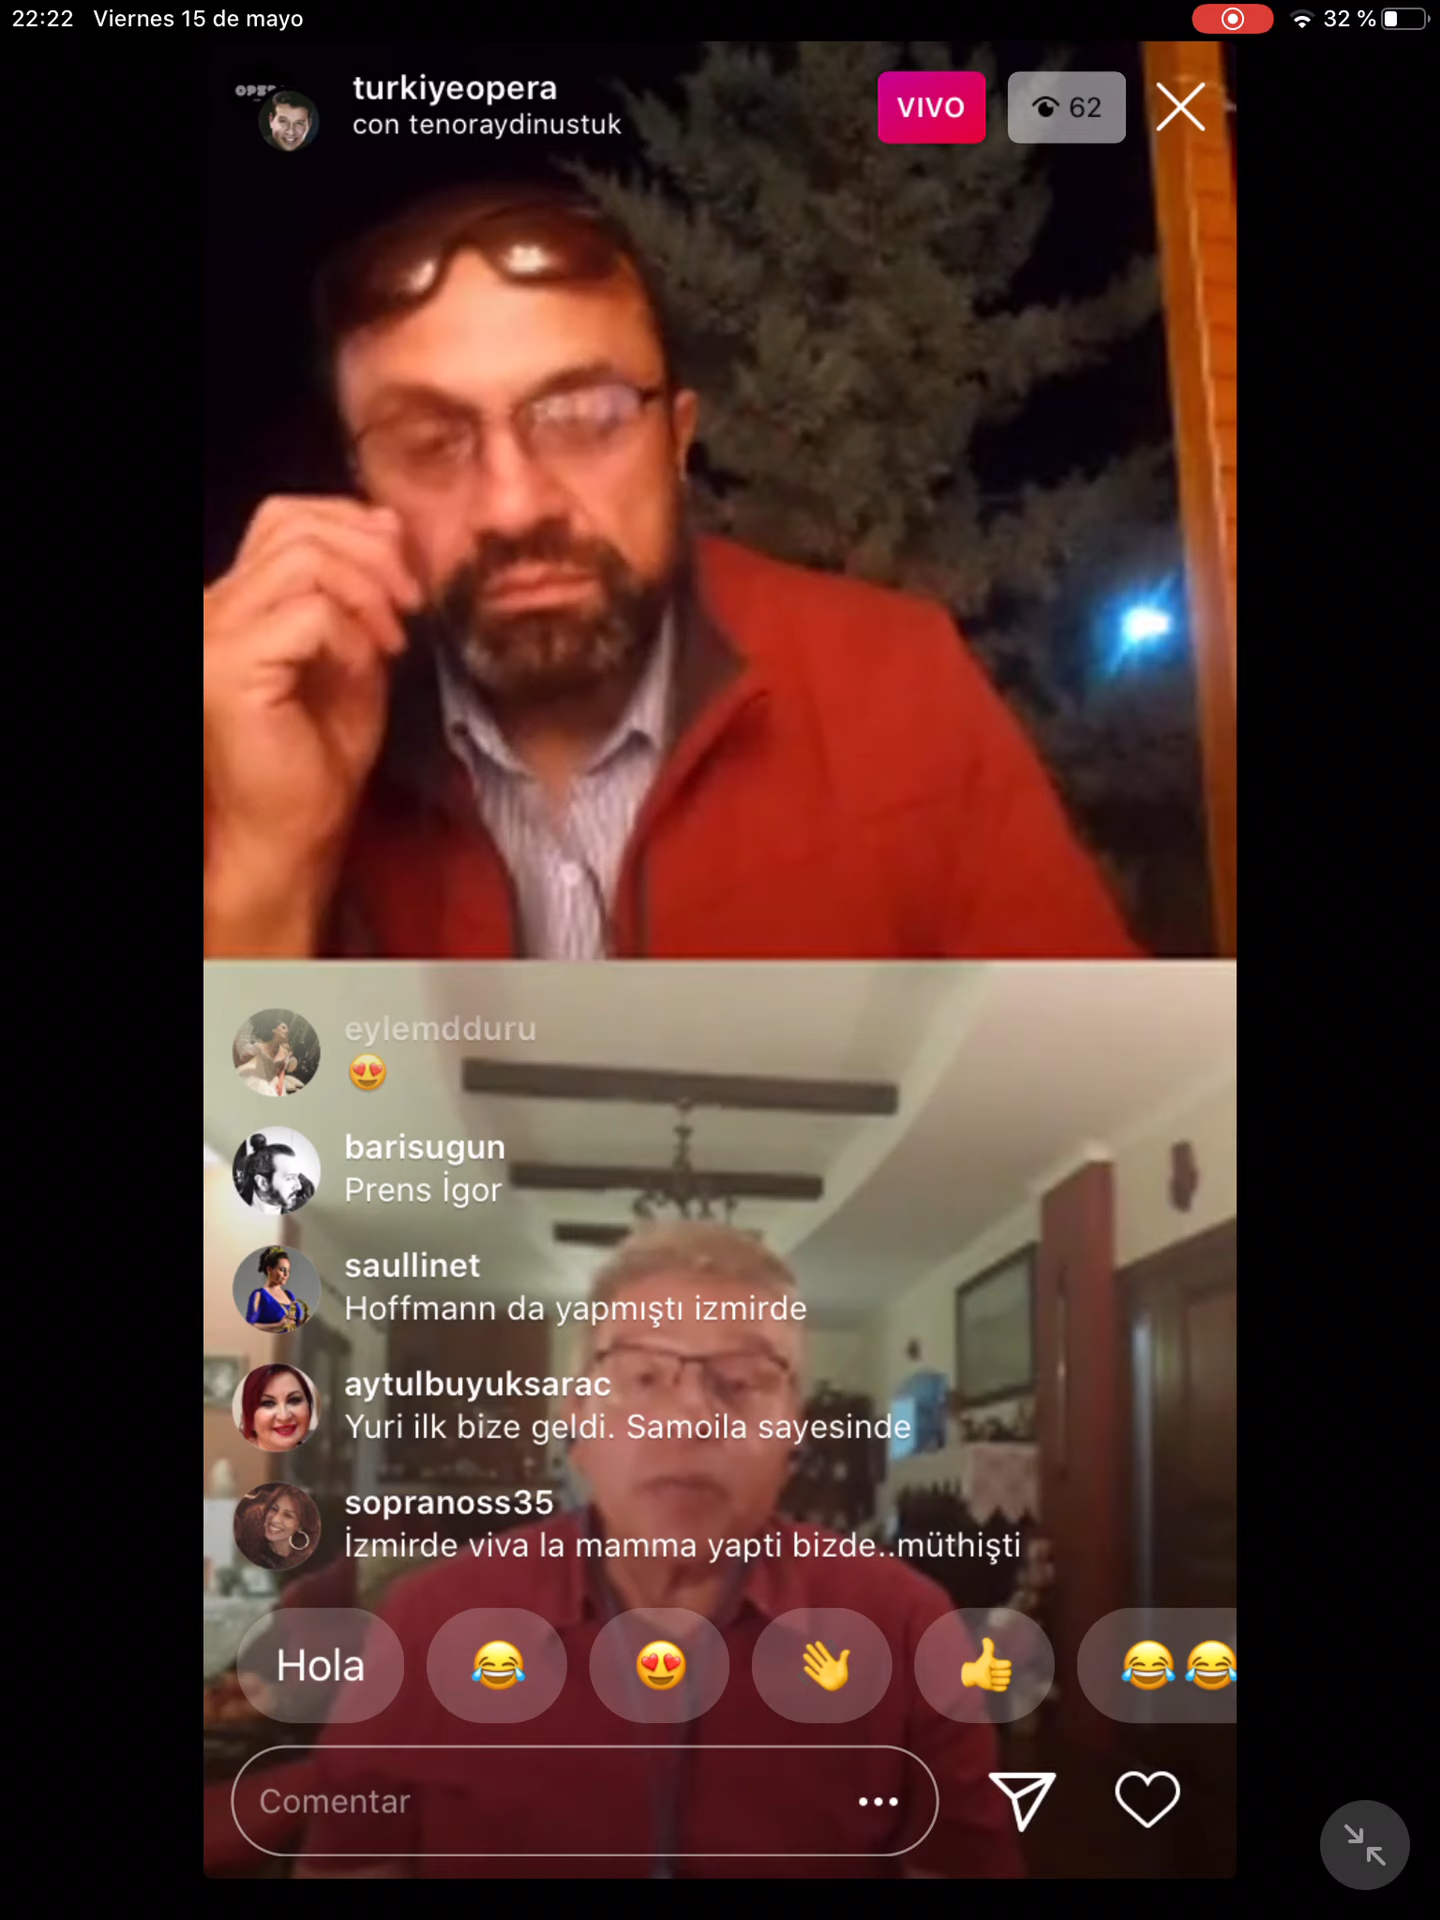 22:22 Viernes 15 de mayo
32 %
turkiyeopera
con tenoraydinustuk
VIVO
62
eylemdduru
😍
barisugun
Prens İgor
saullinet
Hoffmann da yapmıştı izmirde
aytulbuyuksarac
Yuri ilk bize geldi. Samoila sayesinde
sopranoss35
İzmirde viva la mamma yapti bizde..müthişti
Hola 😂 😍 👋 👍 😂😂
Comentar